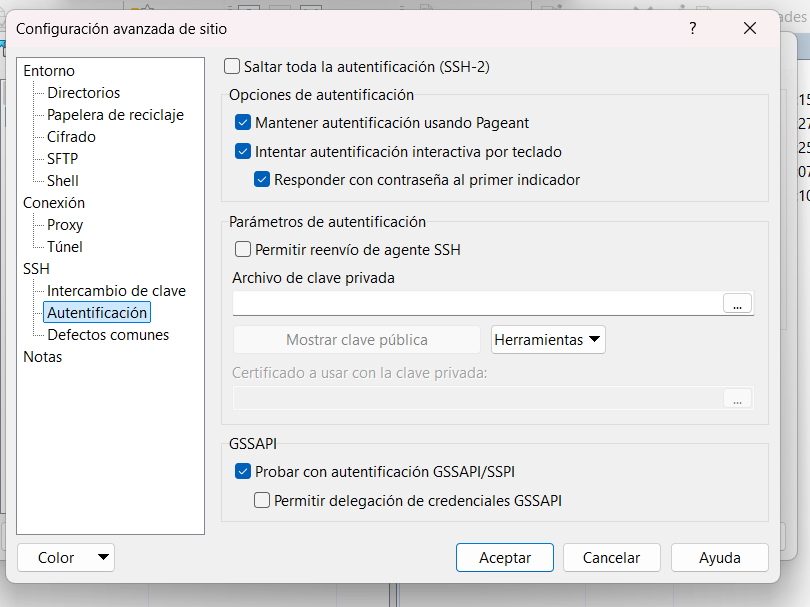 Configuración avanzada de sitio
?
Entorno
Directorios
Papelera de reciclaje
Cifrado
SFTP
Shell
Conexión
Proxy
Túnel
SSH
Intercambio de clave
Autentificación
Defectos comunes
Notas
Saltar toda la autentificación (SSH-2)
Opciones de autentificación
Mantener autentificación usando Pageant
Intentar autentificación interactiva por teclado
Responder con contraseña al primer indicador
Parámetros de autentificación
Permitir reenvío de agente SSH
Archivo de clave privada
...
Mostrar clave pública
Herramientas
Certificado a usar con la clave privada:
...
GSSAPI
Probar con autentificación GSSAPI/SSPI
Permitir delegación de credenciales GSSAPI
Color
Aceptar
Cancelar
Ayuda